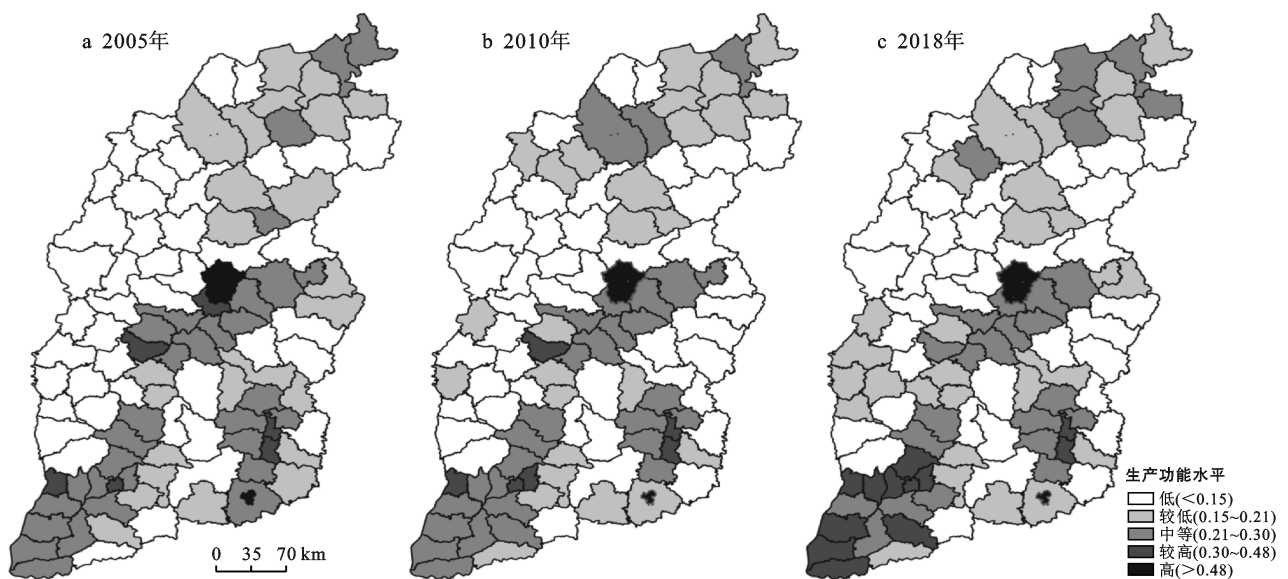 a 2005年
b 2010年
c 2018年
0 35 70 km
生产功能水平
低(<0.15)
较低(0.15~0.21)
中等(0.21~0.30)
较高(0.30~0.48)
高(>0.48)